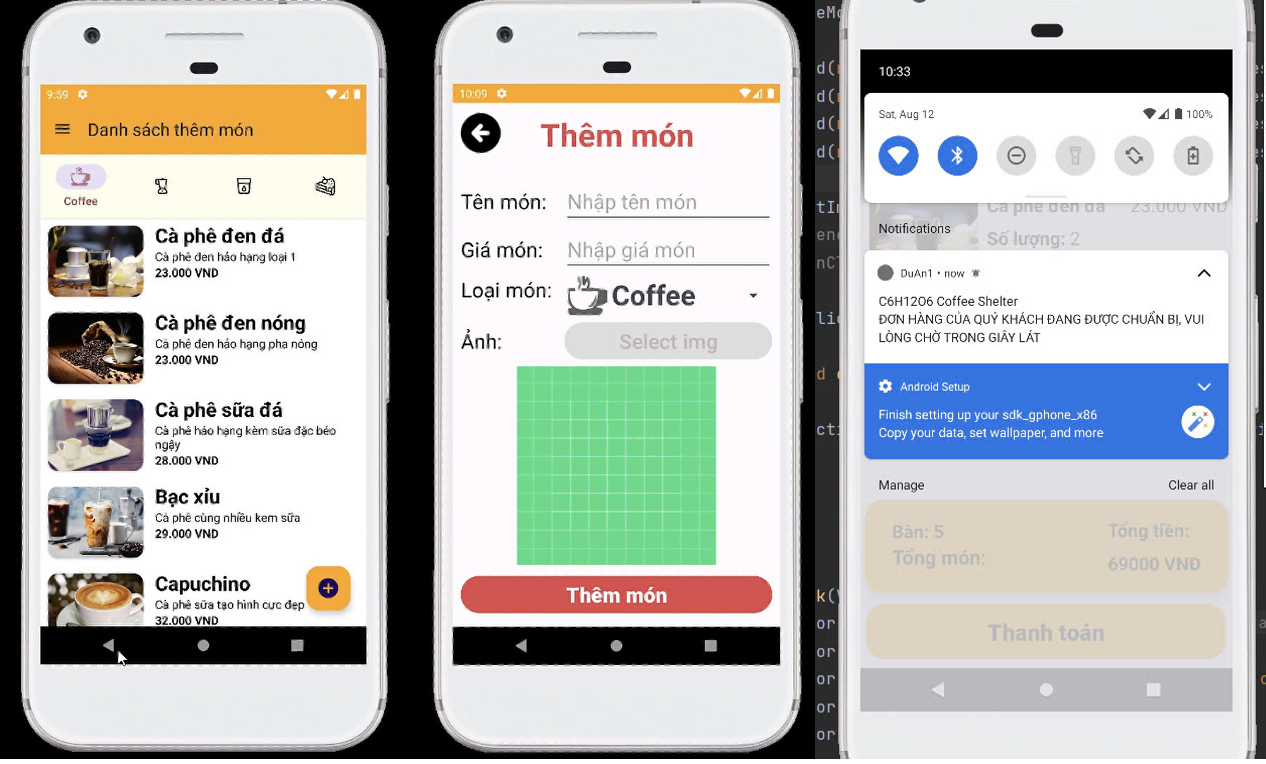 9:59
Danh sách thêm món
Coffee
Cà phê đen đá
Cà phê đen hảo hạng loại 1
23.000 VND
Cà phê đen nóng
Cà phê đen hảo hạng pha nóng
23.000 VND
Cà phê sữa đá
Cà phê hảo hạng kèm sữa đặc béo
ngậy
28.000 VND
Bạc xỉu
Cà phê cùng nhiều kem sữa
29.000 VND
Capuchino
Cà phê sữa tạo hình cực đẹp
32.000 VND
10:09
Thêm món
Tên món: Nhập tên món
Giá món: Nhập giá món
Loại món: Coffee
Ảnh: Select img
Thêm món
10:33
Sat, Aug 12 100%
Cà phê đen đá 23.000 VND
Số lượng: 2
Notifications
DuAn1 • now
C6H12O6 Coffee Shelter
ĐƠN HÀNG CỦA QUÝ KHÁCH ĐANG ĐƯỢC CHUẨN BỊ, VUI
LÒNG CHỜ TRONG GIÂY LÁT
Android Setup
Finish setting up your sdk_gphone_x86
Copy your data, set wallpaper, and more
Manage Clear all
Bàn: 5 Tổng tiền:
Tổng món: 69000 VNĐ
Thanh toán